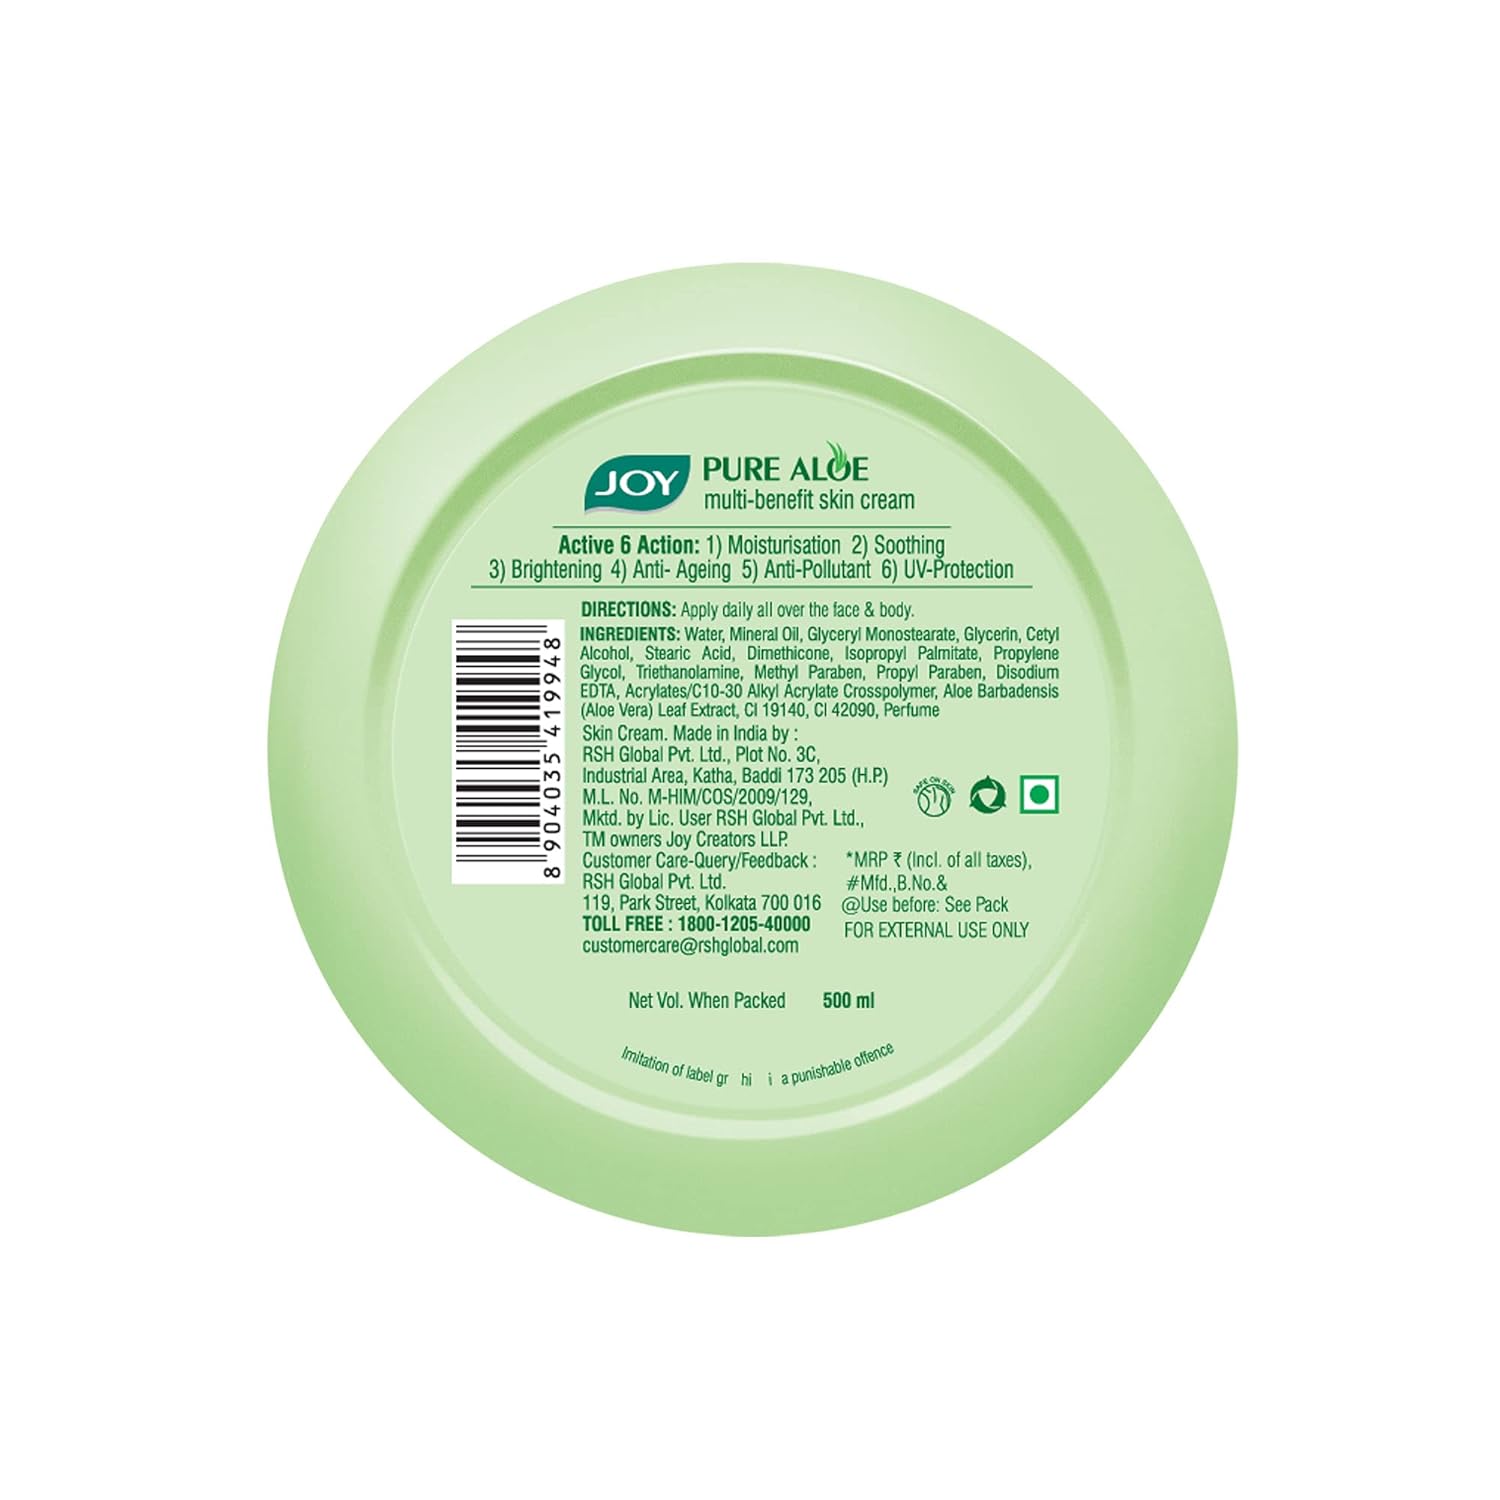 JOY
PURE ALOE
multi-benefit skin cream
Active 6 Action: 1) Moisturisation 2) Soothing
3) Brightening 4) Anti- Ageing 5) Anti-Pollutant 6) UV-Protection
DIRECTIONS: Apply daily all over the face & body.
INGREDIENTS: Water, Mineral Oil, Glyceryl Monostearate, Glycerin, Cetyl
Alcohol, Stearic Acid, Dimethicone, Isopropyl Palmitate, Propylene
Glycol, Triethanolamine, Methyl Paraben, Propyl Paraben, Disodium
EDTA, Acrylates/C10-30 Alkyl Acrylate Crosspolymer, Aloe Barbadensis
(Aloe Vera) Leaf Extract, CI 19140, CI 42090, Perfume
8 904035 419948
Skin Cream. Made in India by :
RSH Global Pvt. Ltd., Plot No. 3C,
Industrial Area, Katha, Baddi 173 205 (H.P.)
M.L. No. M-HIM/COS/2009/129,
Mktd. by Lic. User RSH Global Pvt. Ltd.,
TM owners Joy Creators LLP.
Customer Care-Query/Feedback :
RSH Global Pvt. Ltd.
119, Park Street, Kolkata 700 016
TOLL FREE : 1800-1205-40000
customercare@rshglobal.com
SAFE ON SKIN
*MRP ₹ (Incl. of all taxes),
#Mfd.,B.No.&
@Use before: See Pack
FOR EXTERNAL USE ONLY
Net Vol. When Packed 500 ml
Imitation of label gr hi i a punishable offence